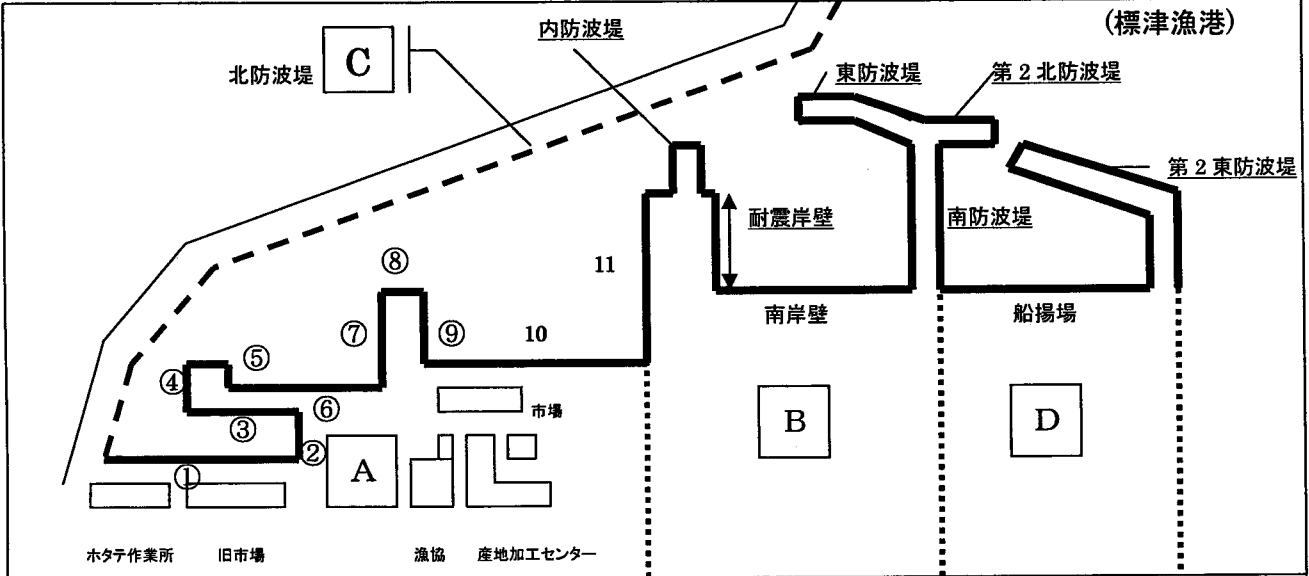 (標津漁港)
内防波堤
北防波堤
C
東防波堤
第2北防波堤
第2東防波堤
耐震岸壁
南防波堤
⑧
11
南岸壁
船揚場
⑦
⑨
10
⑤
④
⑥
市場
③
②
A
B
D
①
ホタテ作業所
旧市場
漁協
産地加工センター